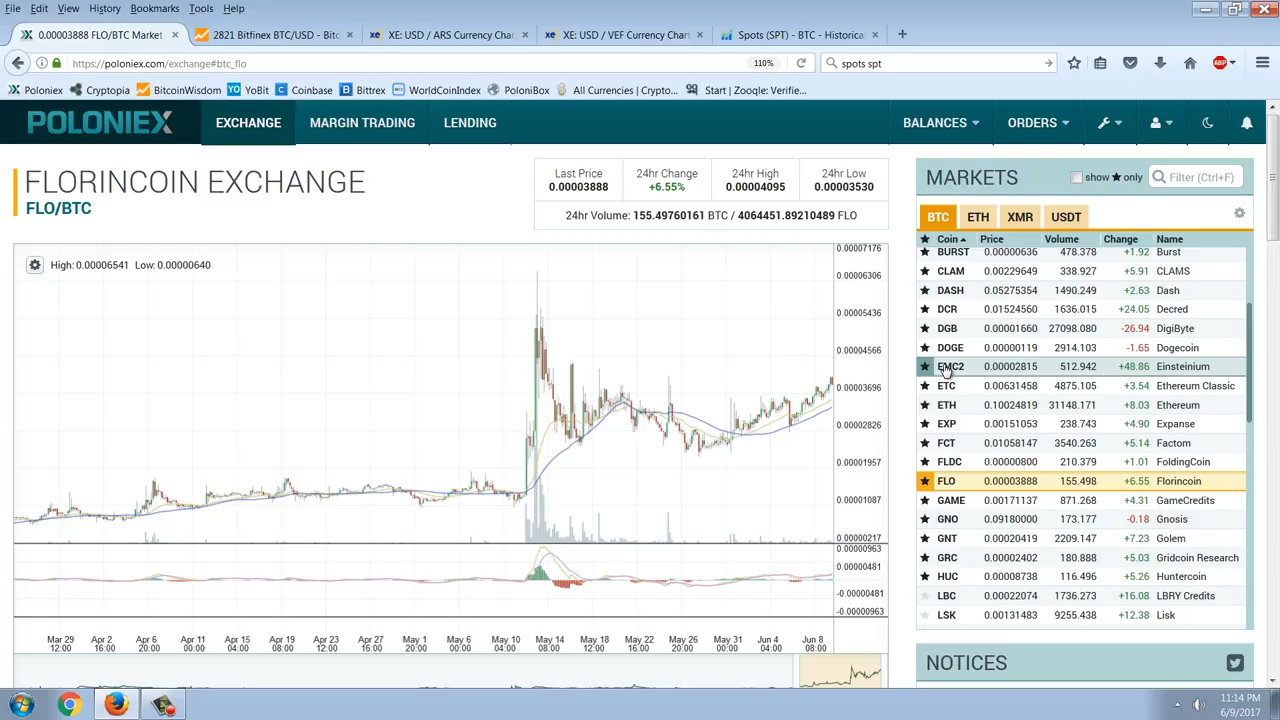 File Edit View History Bookmarks Tools Help
0.00003888 FLO/BTC Market
2821 Bitfinex BTC/USD - Bit
XE: USD / ARS Currency Char
XE: USD / VEF Currency Chart
Spots (SPT) - BTC - Historica
https://poloniex.com/exchange#btc_flo 110% spots spt
Poloniex Cryptopia BitcoinWisdom YoBit Coinbase Bittrex WorldCoinIndex PoloniBox All Currencies | Crypto... Start | Zooqle: Verifie...
POLONIEX EXCHANGE MARGIN TRADING LENDING BALANCES ORDERS
FLORINCOIN EXCHANGE
FLO/BTC
Last Price 24hr Change 24hr High 24hr Low
0.00003888 +6.55% 0.00004095 0.00003530
24hr Volume: 155.49760161 BTC / 4064451.89210489 FLO
High: 0.00006541 Low: 0.00000640
0.00007176
0.00006306
0.00005436
0.00004566
0.00003696
0.00002826
0.00001957
0.00001087
0.00000217
0.00000963
0.00000481
-0.00000481
-0.00000963
Mar 29 Apr 2 Apr 6 Apr 11 Apr 15 Apr 19 Apr 23 Apr 27 May 1 May 6 May 10 May 14 May 18 May 22 May 26 May 31 Jun 4 Jun 8
12:00 16:00 20:00 00:00 04:00 08:00 12:00 16:00 20:00 00:00 04:00 08:00 12:00 16:00 20:00 00:00 04:00 08:00
MARKETS show ★ only Filter (Ctrl+F)
BTC ETH XMR USDT
★ Coin Price Volume Change Name
BURST 0.00000636 478.378 +1.92 Burst
CLAM 0.00229649 338.927 +5.91 CLAMS
DASH 0.05275354 1490.249 +2.63 Dash
DCR 0.01524560 1636.015 +24.05 Decred
DGB 0.00001660 27098.080 -26.94 DigiByte
DOGE 0.00000119 2914.103 -1.65 Dogecoin
EMC2 0.00002815 512.942 +48.86 Einsteinium
ETC 0.00631458 4875.105 +3.54 Ethereum Classic
ETH 0.10024819 31148.171 +8.03 Ethereum
EXP 0.00151053 238.743 +4.90 Expanse
FCT 0.01058147 3540.263 +5.14 Factom
FLDC 0.00000800 210.379 +1.01 FoldingCoin
FLO 0.00003888 155.498 +6.55 Florincoin
GAME 0.00171137 871.268 +4.31 GameCredits
GNO 0.09180000 173.177 -0.18 Gnosis
GNT 0.00020419 2209.147 +7.23 Golem
GRC 0.00002402 180.888 +5.03 Gridcoin Research
HUC 0.00008738 116.496 +5.26 Huntercoin
LBC 0.00022074 1736.273 +16.08 LBRY Credits
LSK 0.00131483 9255.438 +12.38 Lisk
NOTICES
11:14 PM
6/9/2017